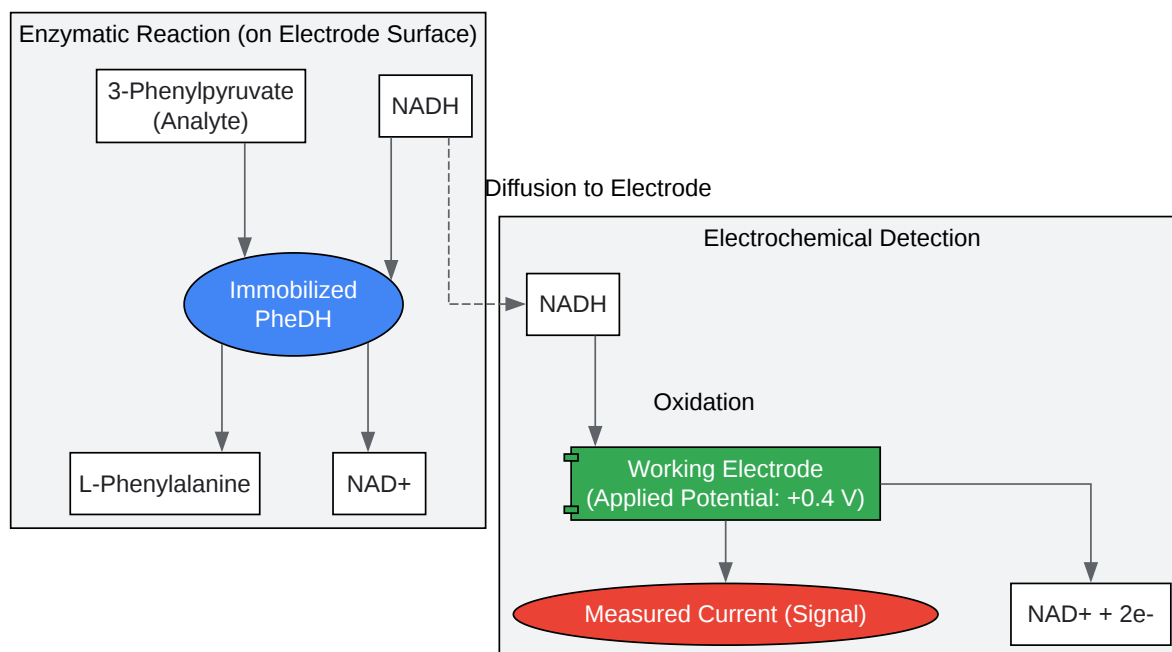 Enzymatic Reaction (on Electrode Surface)
3-Phenylpyruvate
(Analyte)
NADH
Diffusion to Electrode
Immobilized
PheDH
L-Phenylalanine
NAD+
Electrochemical Detection
NADH
Oxidation
Working Electrode
(Applied Potential: +0.4 V)
Measured Current (Signal)
NAD+ + 2e-